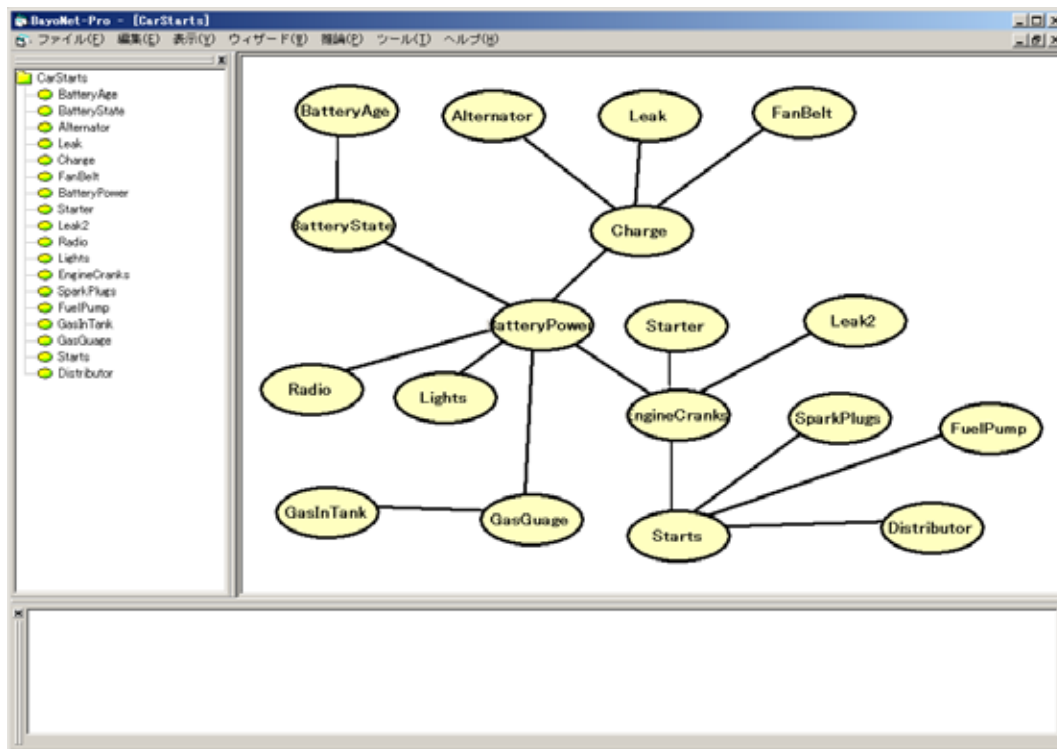 BayoNet-Pro - [CarStarts]
ファイル(F) 編集(E) 表示(V) ウィザード(W) 推論(P) ツール(T) ヘルプ(H)
CarStarts
BatteryAge
BatteryState
Alternator
Leak
Charge
FanBelt
BatteryPower
Starter
Leak2
Radio
Lights
EngineCranks
SparkPlugs
FuelPump
GasInTank
GasGuage
Starts
Distributor
BatteryAge
Alternator
Leak
FanBelt
BatteryState
Charge
BatteryPower
Starter
Leak2
Radio
Lights
EngineCranks
SparkPlugs
FuelPump
GasInTank
GasGuage
Starts
Distributor